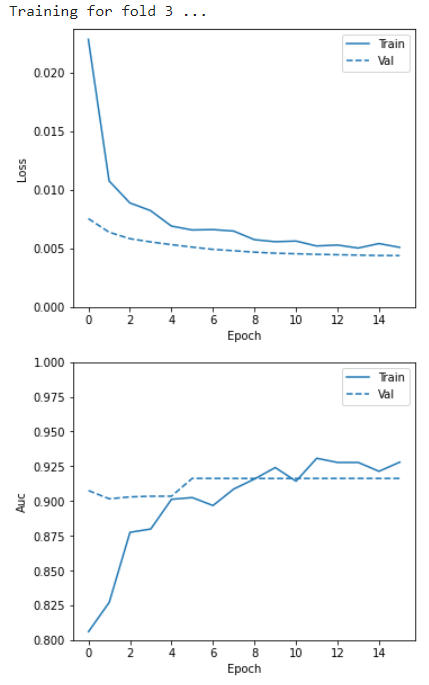 Training for fold 3 ...
Train
Val
0.020
0.015
0.010
0.005
0.000
Loss
0 2 4 6 8 10 12 14
Epoch
Train
Val
1.000
0.975
0.950
0.925
0.900
0.875
0.850
0.825
0.800
Auc
0 2 4 6 8 10 12 14
Epoch